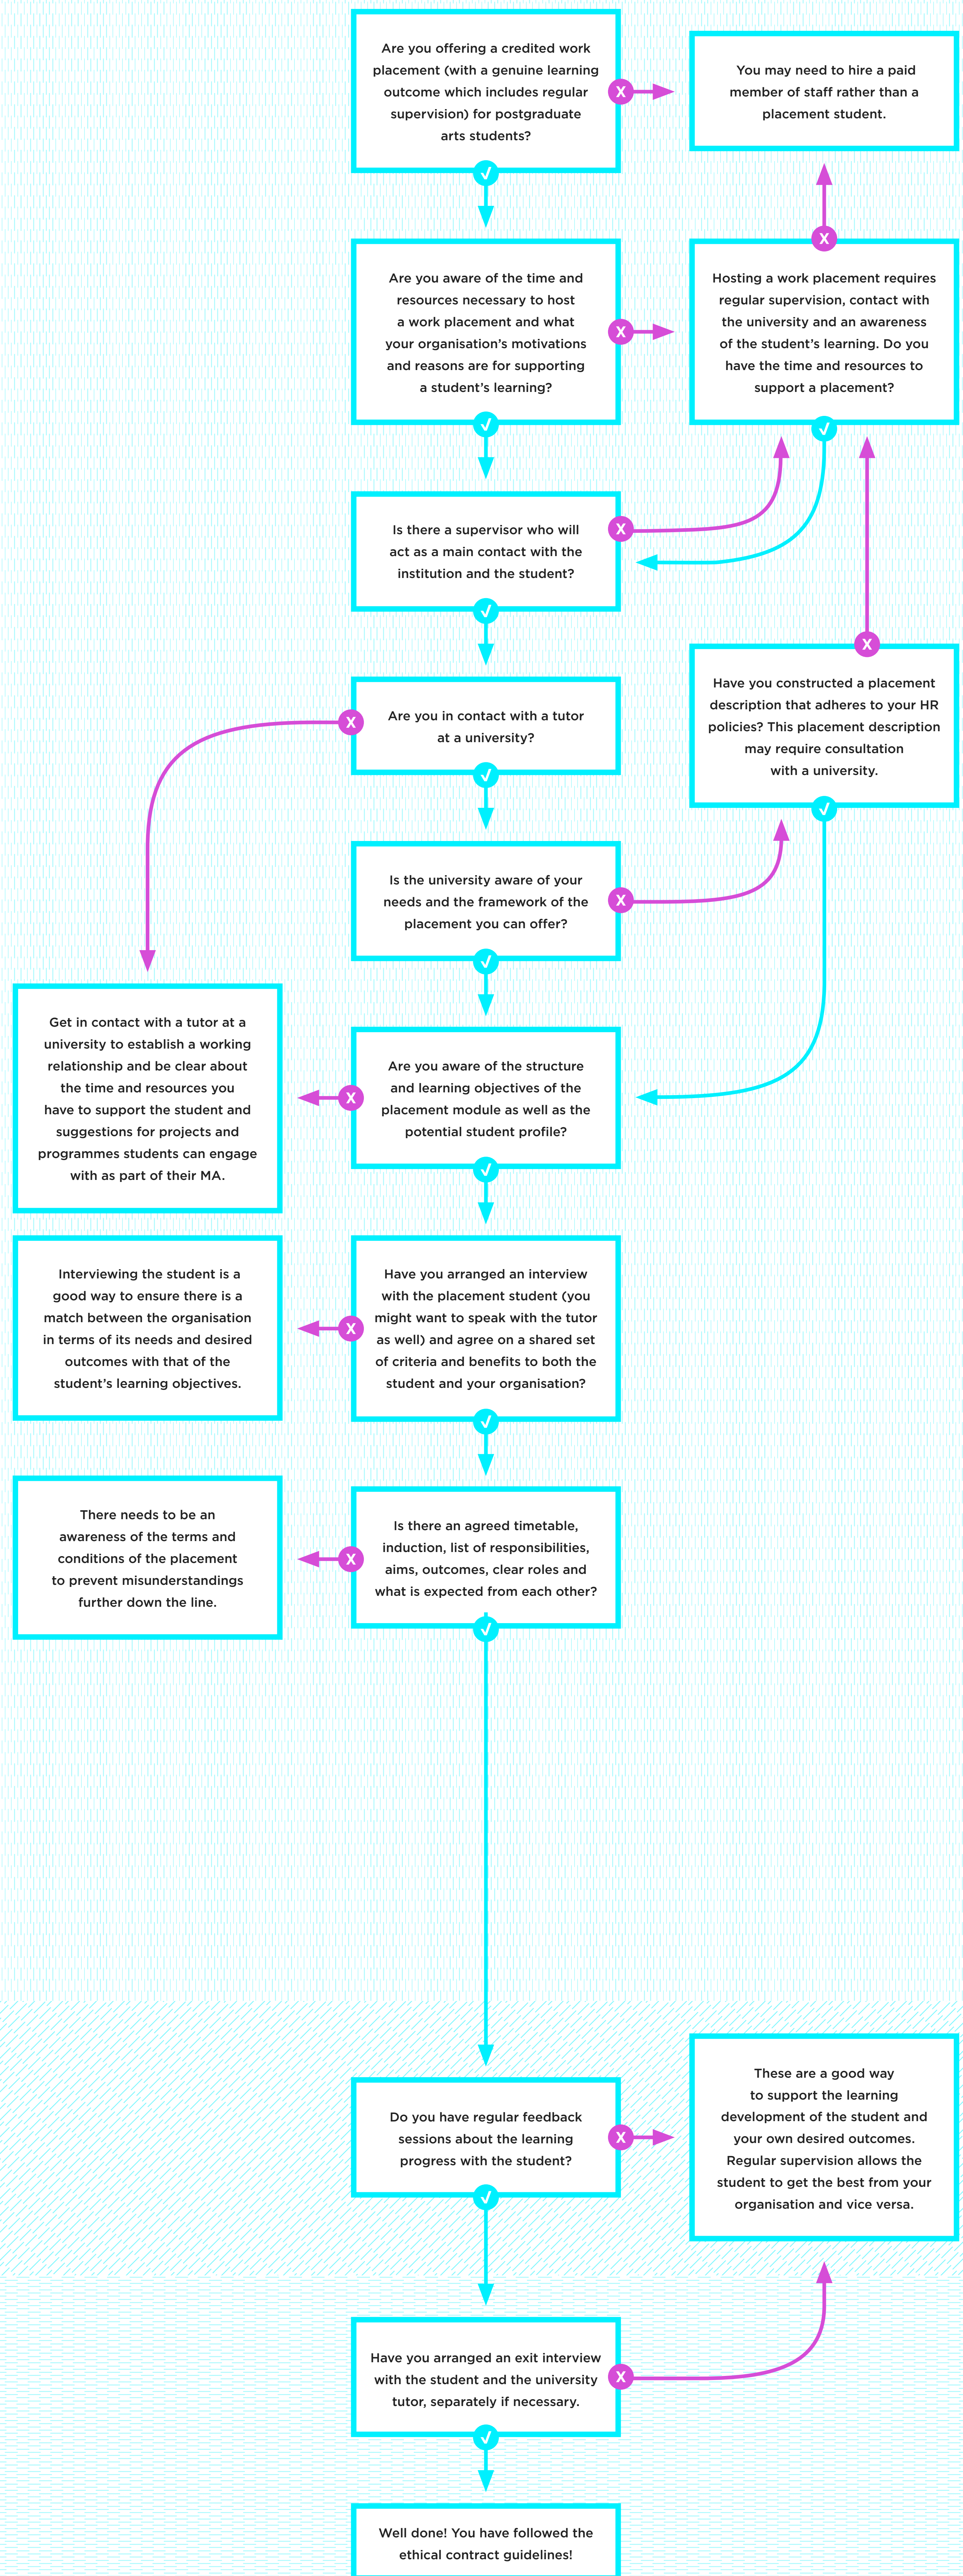 Are you offering a credited work
placement (with a genuine learning
outcome which includes regular
supervision) for postgraduate
arts students?
X
You may need to hire a paid
member of staff rather than a
placement student.
Are you aware of the time and
resources necessary to host
a work placement and what
your organisation’s motivations
and reasons are for supporting
a student’s learning?
X
X
Hosting a work placement requires
regular supervision, contact with
the university and an awareness
of the student’s learning. Do you
have the time and resources to
support a placement?
Is there a supervisor who will
act as a main contact with the
institution and the student?
X
Are you in contact with a tutor
at a university?
X
X
Have you constructed a placement
description that adheres to your HR
policies? This placement description
may require consultation
with a university.
Is the university aware of your
needs and the framework of the
placement you can offer?
X
Get in contact with a tutor at a
university to establish a working
relationship and be clear about
the time and resources you
have to support the student and
suggestions for projects and
programmes students can engage
with as part of their MA.
X
Are you aware of the structure
and learning objectives of the
placement module as well as the
potential student profile?
Interviewing the student is a
good way to ensure there is a
match between the organisation
in terms of its needs and desired
outcomes with that of the
student’s learning objectives.
X
Have you arranged an interview
with the placement student (you
might want to speak with the tutor
as well) and agree on a shared set
of criteria and benefits to both the
student and your organisation?
There needs to be an
awareness of the terms and
conditions of the placement
to prevent misunderstandings
further down the line.
X
Is there an agreed timetable,
induction, list of responsibilities,
aims, outcomes, clear roles and
what is expected from each other?
Do you have regular feedback
sessions about the learning
progress with the student?
X
These are a good way
to support the learning
development of the student and
your own desired outcomes.
Regular supervision allows the
student to get the best from your
organisation and vice versa.
Have you arranged an exit interview
with the student and the university
tutor, separately if necessary.
X
Well done! You have followed the
ethical contract guidelines!